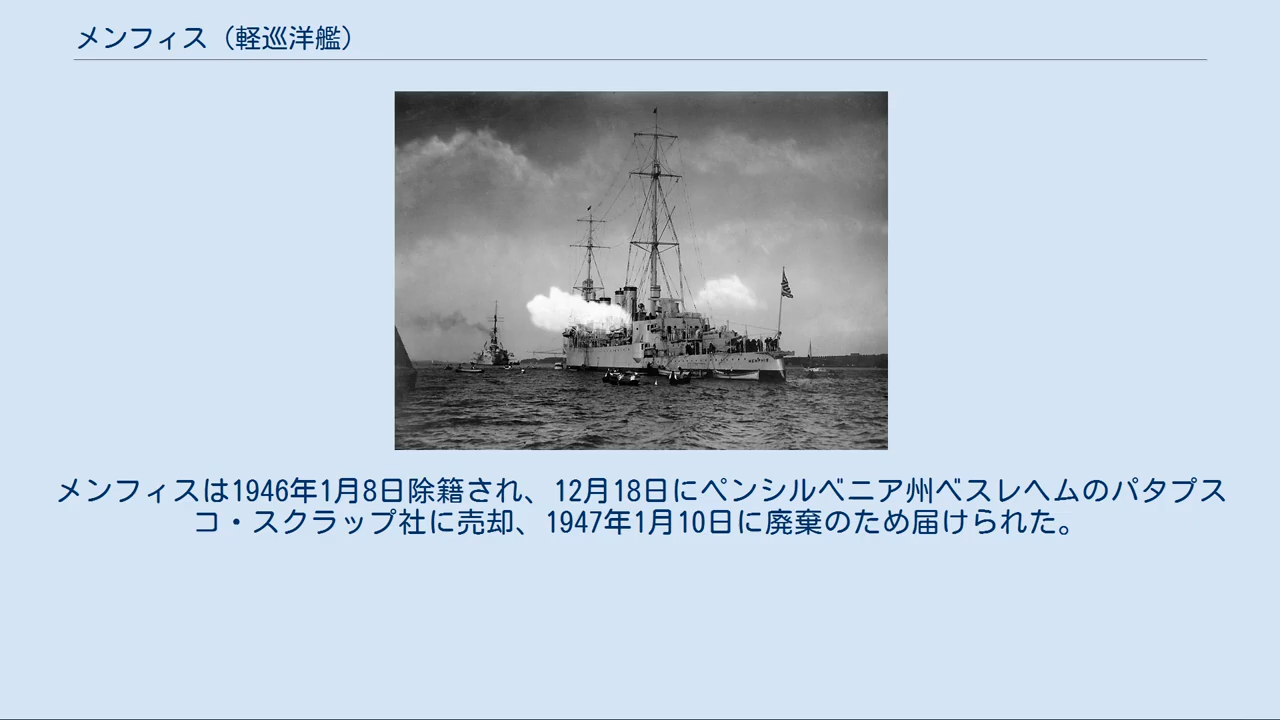 メンフィス（軽巡洋艦）
MEMPHIS
メンフィスは1946年1月8日除籍され、12月18日にペンシルベニア州ベスレヘムのパタプス
コ・スクラップ社に売却、1947年1月10日に廃棄のため届けられた。